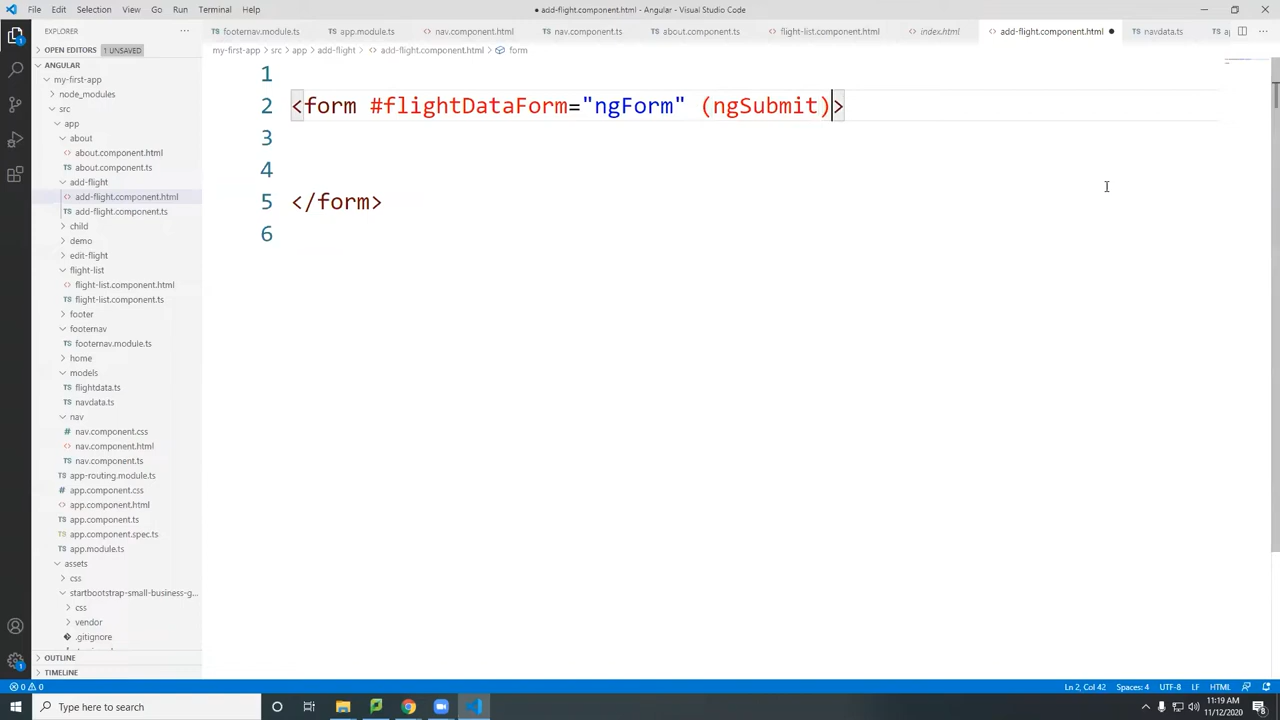 File Edit Selection View Go Run Terminal Help
● add-flight.component.html - Angular - Visual Studio Code
EXPLORER
footernav.module.ts
app.module.ts
nav.component.html
nav.component.ts
about.component.ts
flight-list.component.html
index.html
add-flight.component.html
navdata.ts
my-first-app > src > app > add-flight > add-flight.component.html > form
OPEN EDITORS 1 UNSAVED
ANGULAR
my-first-app
node_modules
src
app
about
about.component.html
about.component.ts
add-flight
add-flight.component.html
add-flight.component.ts
child
demo
edit-flight
flight-list
flight-list.component.html
flight-list.component.ts
footer
footernav
footernav.module.ts
home
models
flightdata.ts
navdata.ts
nav
nav.component.css
nav.component.html
nav.component.ts
app-routing.module.ts
app.component.css
app.component.html
app.component.ts
app.component.spec.ts
app.module.ts
assets
css
startbootstrap-small-business-g...
css
vendor
.gitignore
OUTLINE
TIMELINE
1
2 <form #flightDataForm="ngForm" (ngSubmit)>
3
4
5 </form>
6
0 0
Ln 2, Col 42 Spaces: 4 UTF-8 LF HTML
Type here to search
11:19 AM
11/12/2020